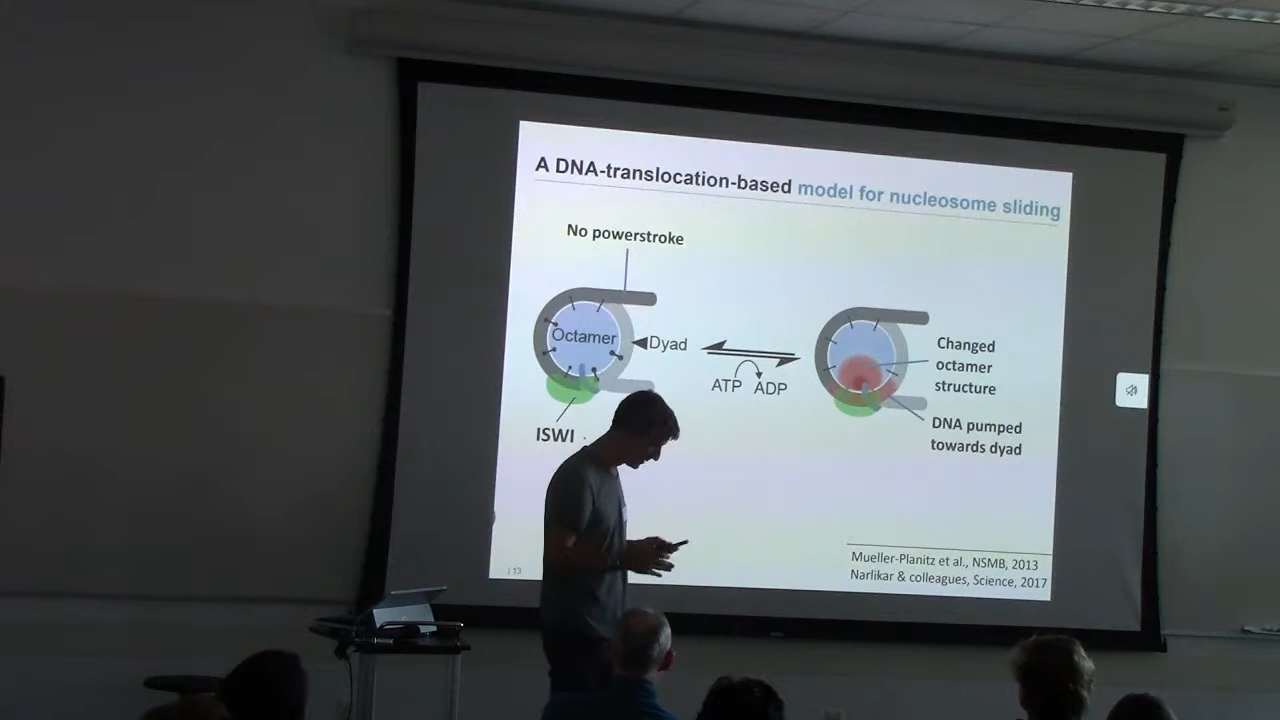 A DNA-translocation-based model for nucleosome sliding
No powerstroke
Octamer
Dyad
ATP ADP
ISWI
Changed
octamer
structure
DNA pumped
towards dyad
Mueller-Planitz et al., NSMB, 2013
Narlikar & colleagues, Science, 2017
| 13